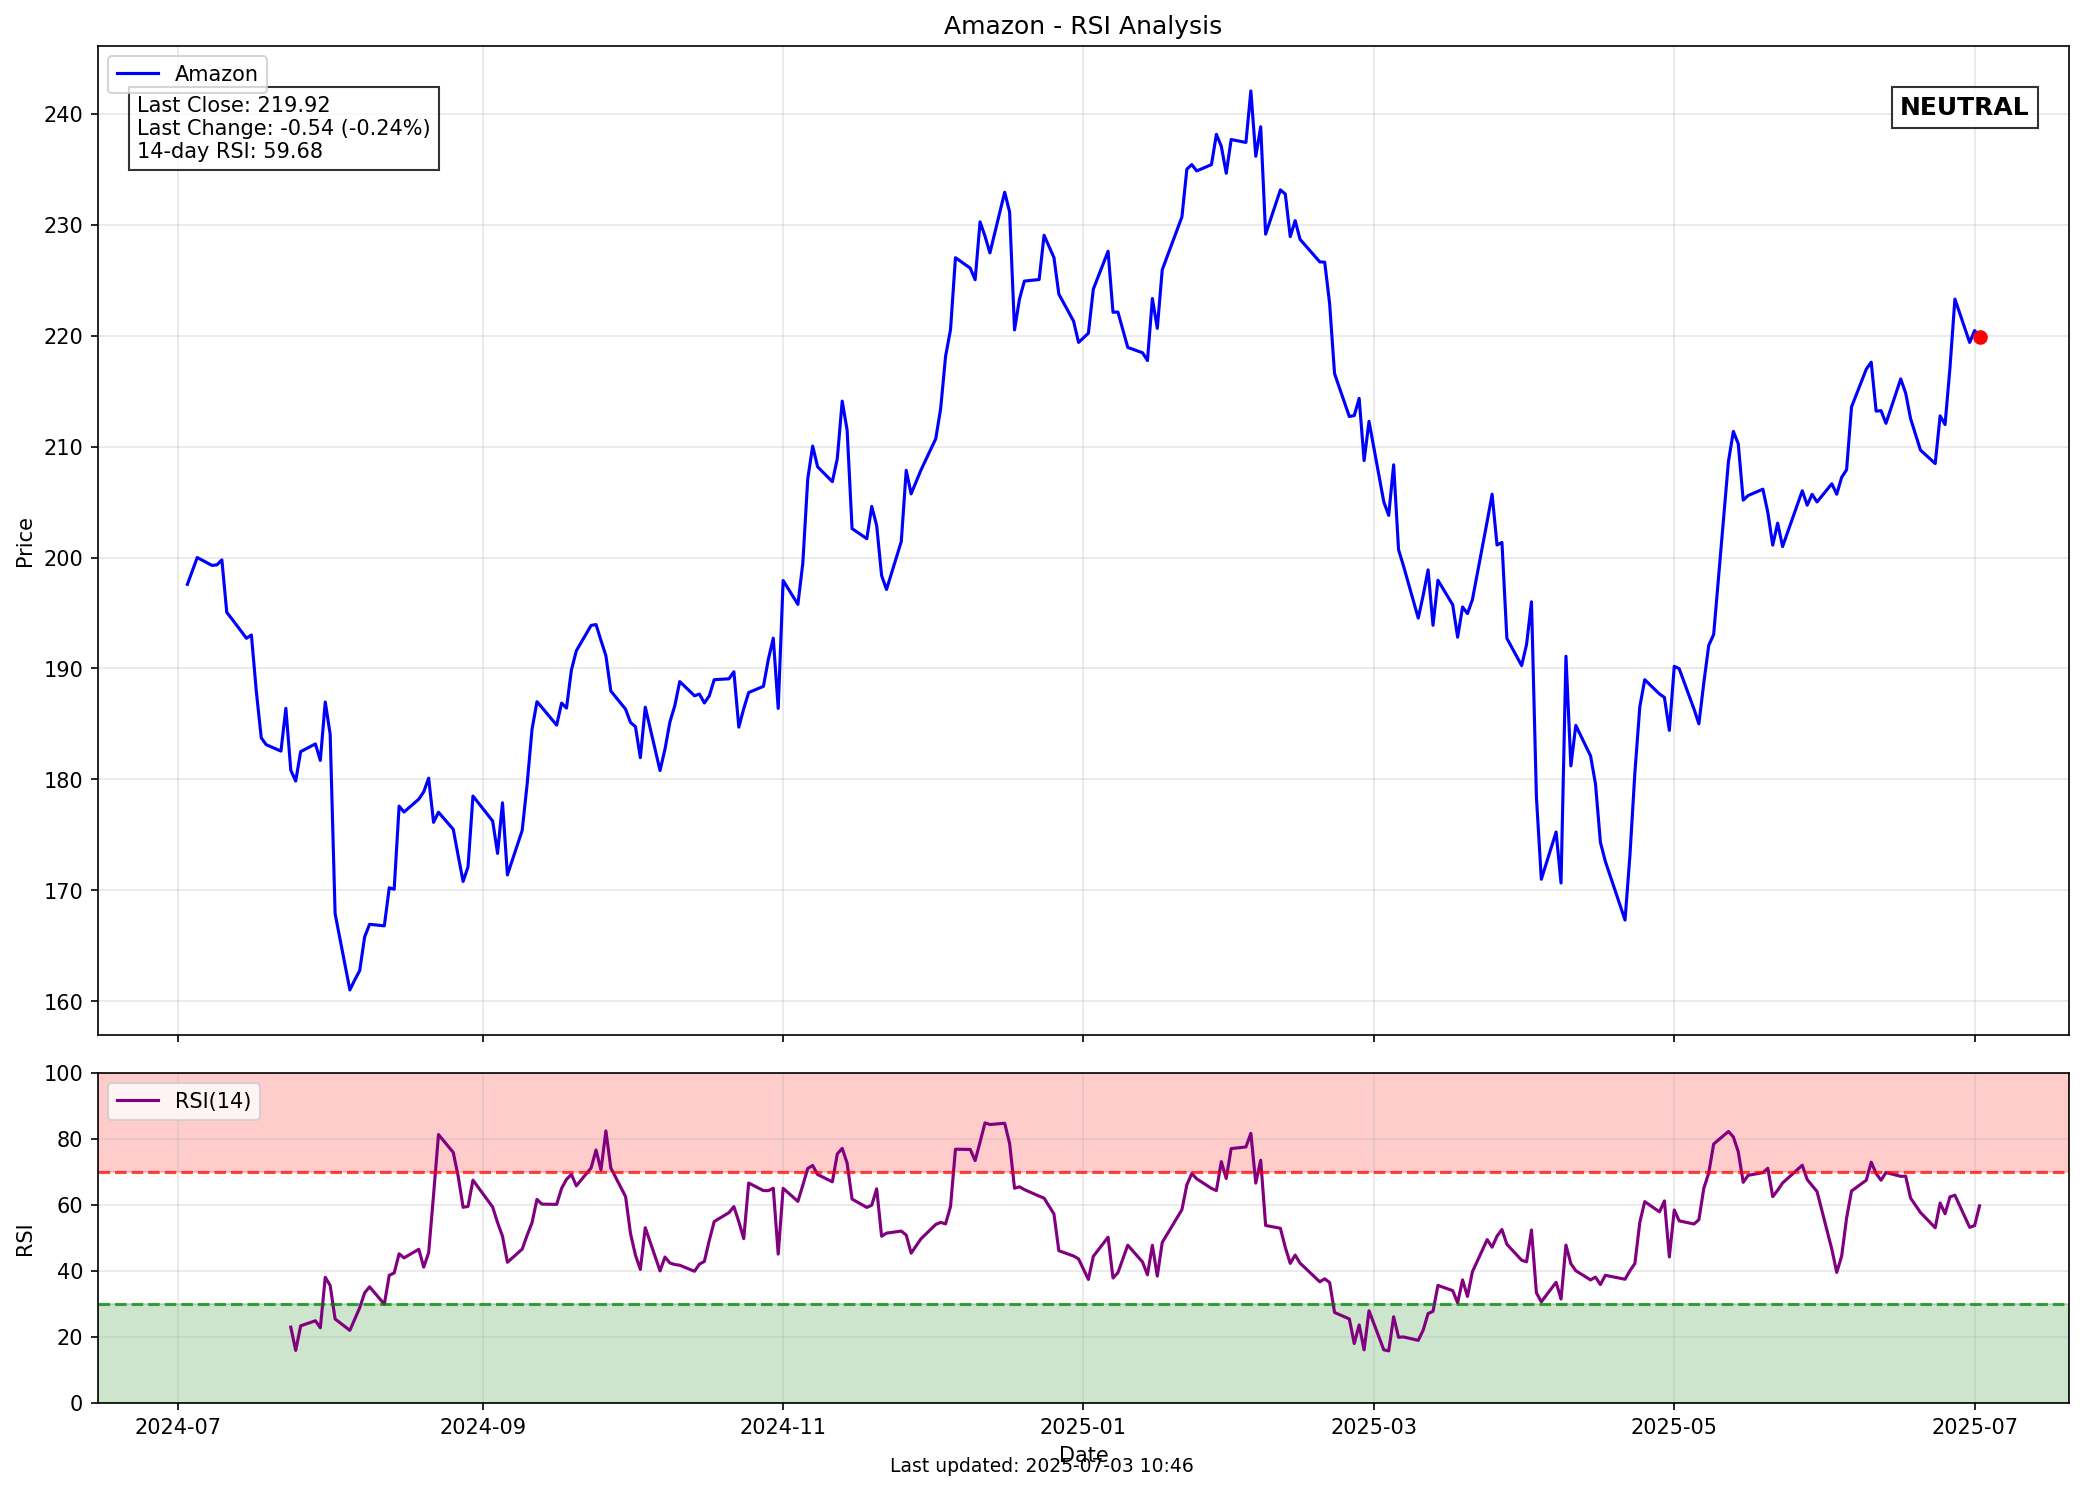 Amazon - RSI Analysis
Amazon
Last Close: 219.92
Last Change: -0.54 (-0.24%)
14-day RSI: 59.68
NEUTRAL
Price
240
230
220
210
200
190
180
170
160
RSI(14)
RSI
100
80
60
40
20
0
2024-07
2024-09
2024-11
2025-01
2025-03
2025-05
2025-07
Date
Last updated: 2025-07-03 10:46